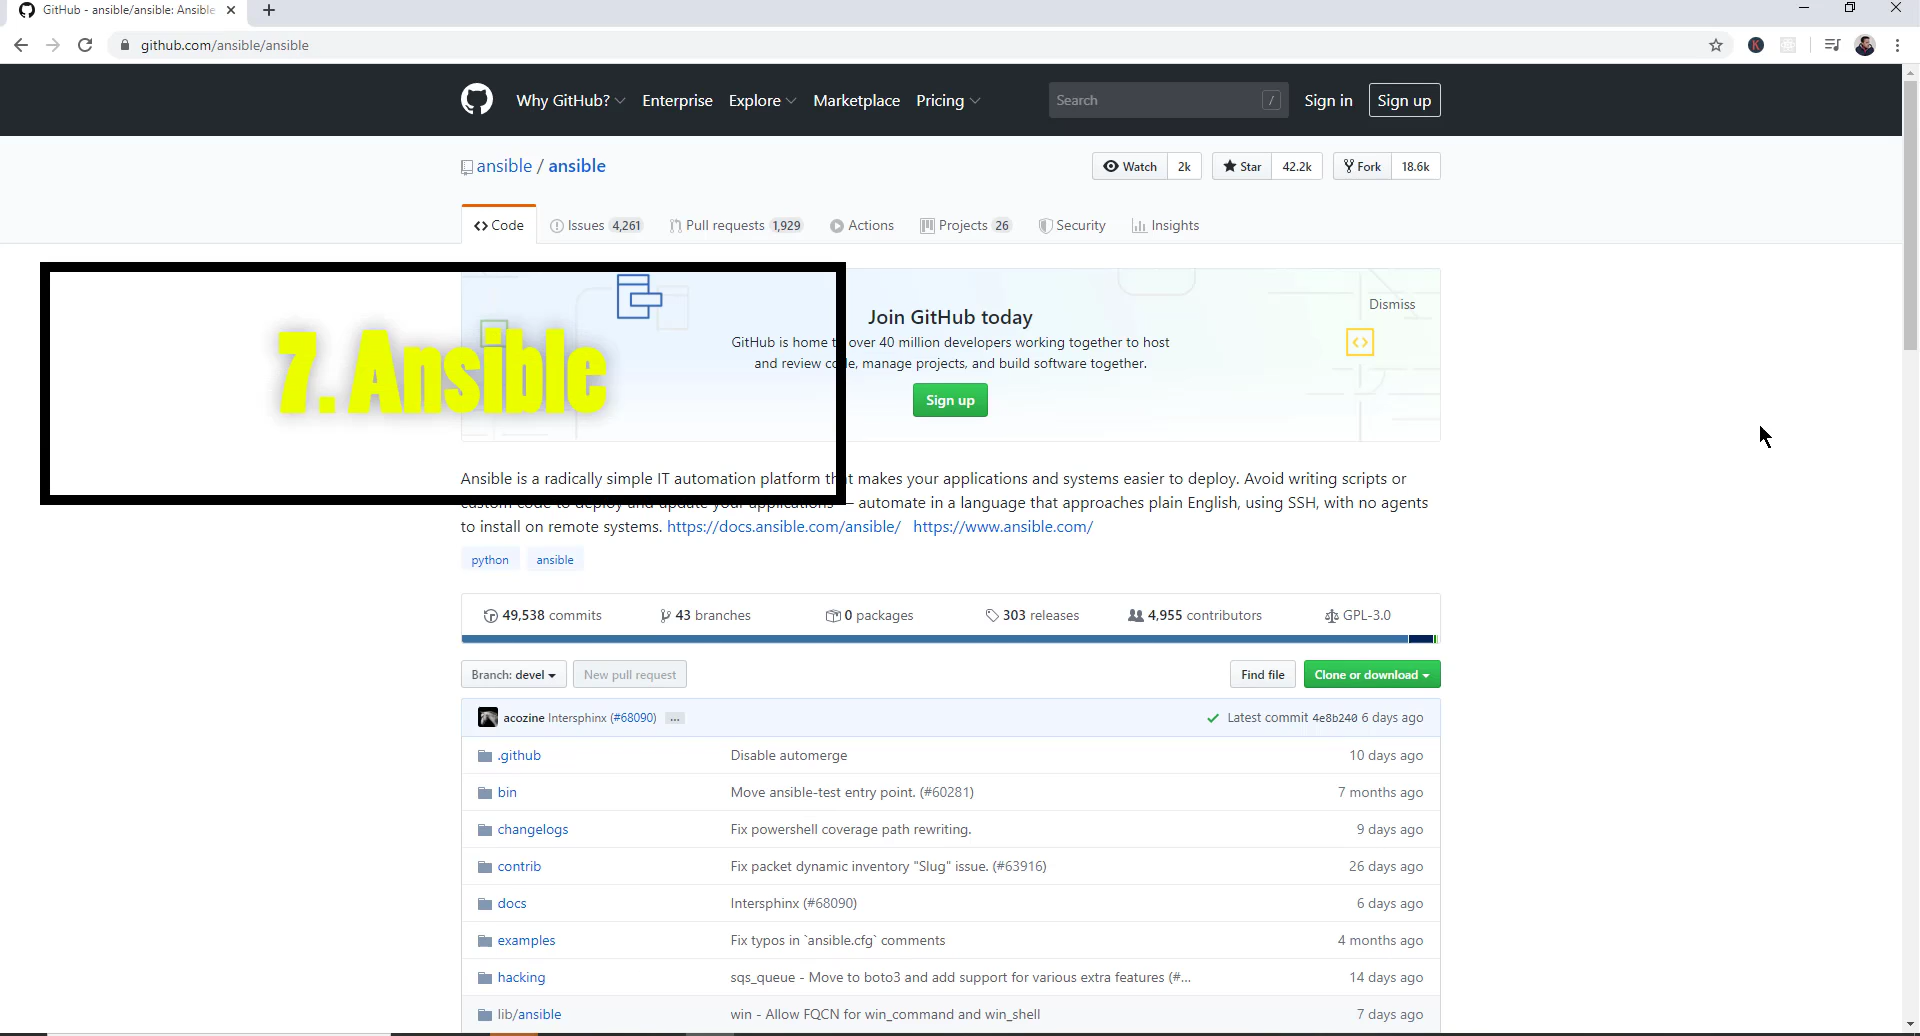 GitHub - ansible/ansible: Ansible
github.com/ansible/ansible
K
Why GitHub? Enterprise Explore Marketplace Pricing Search / Sign in Sign up
ansible / ansible Watch 2k Star 42.2k Fork 18.6k
Code Issues 4,261 Pull requests 1,929 Actions Projects 26 Security Insights
Dismiss
Join GitHub today
GitHub is home to over 40 million developers working together to host
and review code, manage projects, and build software together.
Sign up
7. Ansible
Ansible is a radically simple IT automation platform that makes your applications and systems easier to deploy. Avoid writing scripts or
custom code to deploy and update your applications — automate in a language that approaches plain English, using SSH, with no agents
to install on remote systems. https://docs.ansible.com/ansible/ https://www.ansible.com/
python ansible
49,538 commits 43 branches 0 packages 303 releases 4,955 contributors GPL-3.0
Branch: devel New pull request Find file Clone or download
acozine Intersphinx (#68090) ... Latest commit 4e8b240 6 days ago
.github Disable automerge 10 days ago
bin Move ansible-test entry point. (#60281) 7 months ago
changelogs Fix powershell coverage path rewriting. 9 days ago
contrib Fix packet dynamic inventory "Slug" issue. (#63916) 26 days ago
docs Intersphinx (#68090) 6 days ago
examples Fix typos in `ansible.cfg` comments 4 months ago
hacking sqs_queue - Move to boto3 and add support for various extra features (#... 14 days ago
lib/ansible win - Allow FQCN for win_command and win_shell 7 days ago